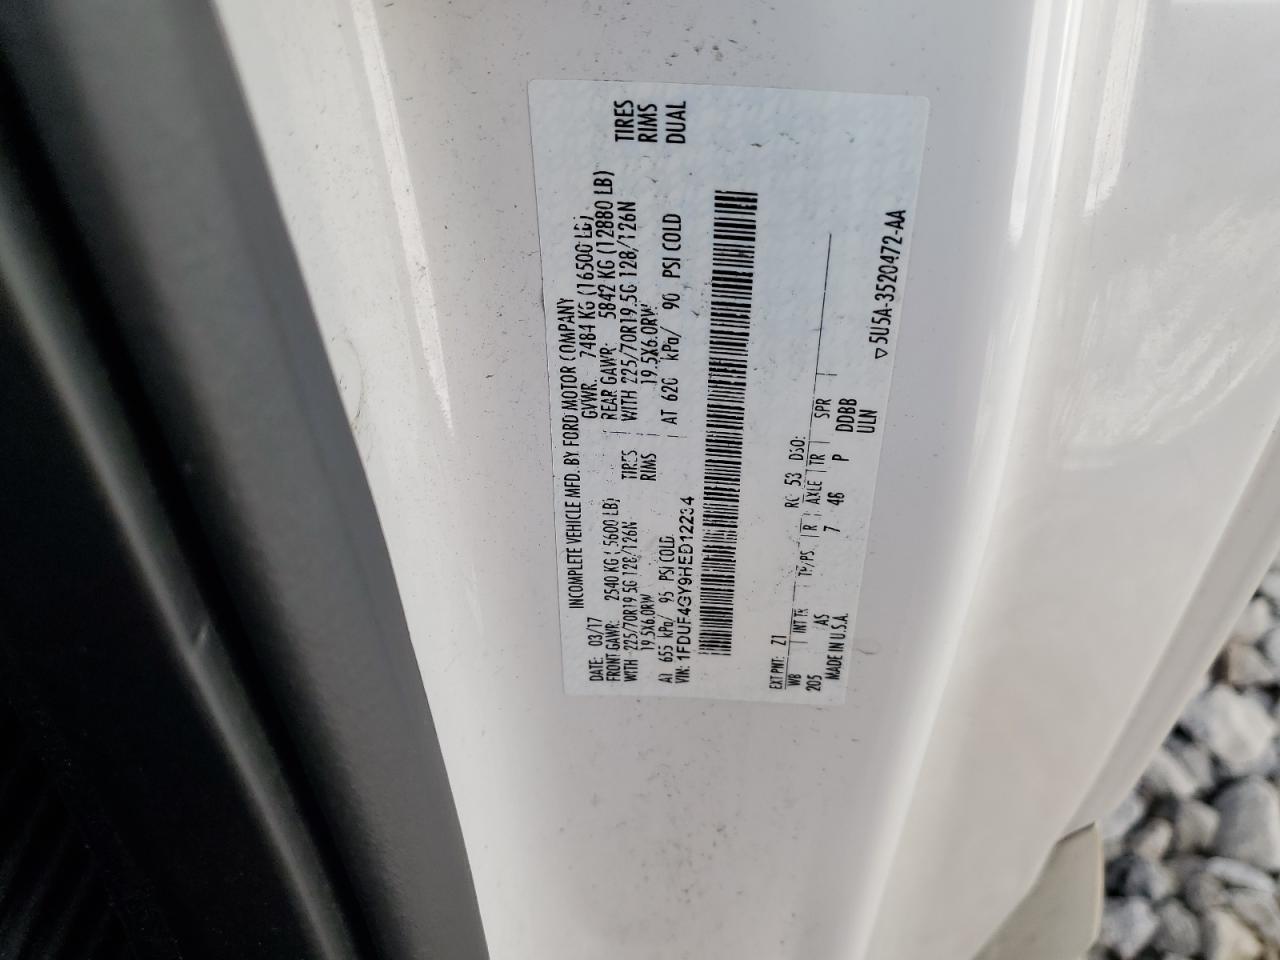 INCOMPLETE VEHICLE MFD. BY FORD MOTOR COMPANY
DATE: 03/17 GVWR: 7484 KG (16500 LB)
FRONT GAWR: 2540 KG (5600 LB) REAR GAWR: 5842 KG (12880 LB)
WITH 225/70R19.5G 128/126N TIRES WITH 225/70R19.5G 128/126N TIRES
19.5X6.0RW RIMS 19.5X6.0RW RIMS
AT 655 kPa/ 95 PSI COLD AT 620 kPa/ 90 PSI COLD DUAL
VIN: 1FDUF4GY9HED12234
EXT PNT: Z1 RC: 53 DSO:
WB INT TR TP/PS R AXLE TR SPR
205 AS 7 46 P DDBB
MADE IN U.S.A. ULN
▽5U5A-3520472-AA